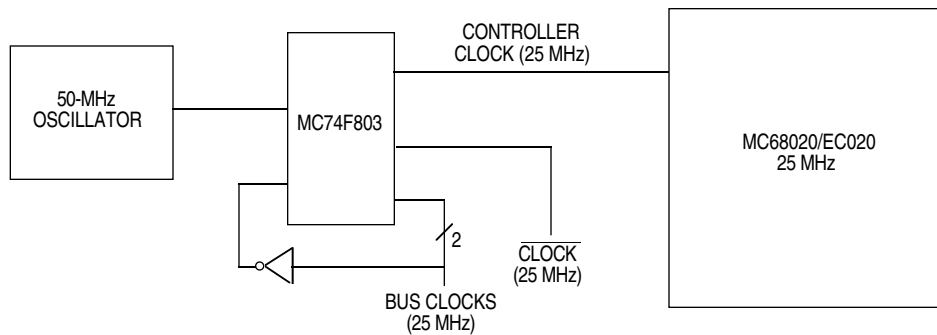 CONTROLLER
CLOCK (25 MHz)
50-MHz
OSCILLATOR
MC74F803
MC68020/EC020
25 MHz
2
CLOCK
(25 MHz)
BUS CLOCKS
(25 MHz)